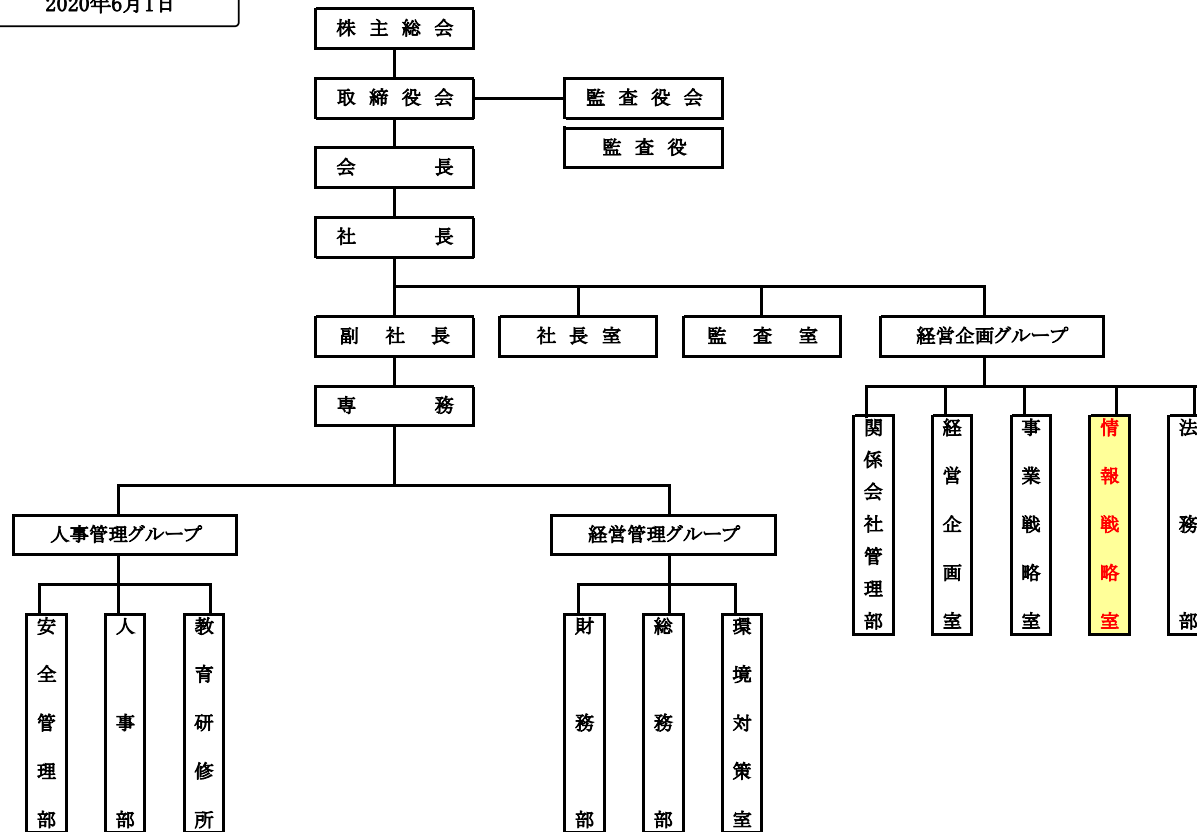 2020年6月1日
株主総会
取締役会
監査役会
監査役
会長
社長
副社長
社長室
監査室
経営企画グループ
専務
関係会社管理部
経営企画室
事業戦略室
情報戦略室
法務部
人事管理グループ
経営管理グループ
安全管理部
人事部
教育研修所
財務部
総務部
環境対策室